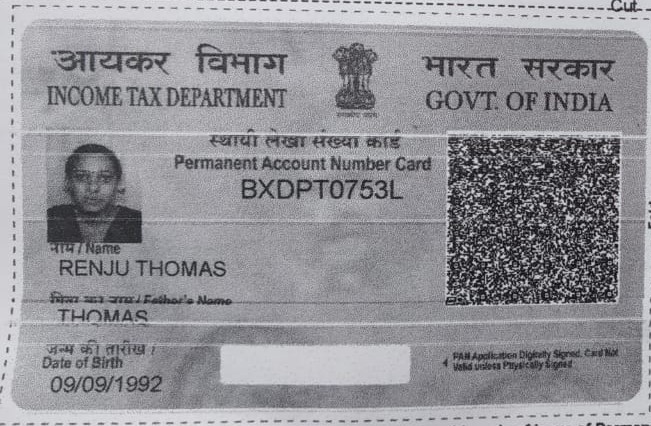 Cut
आयकर विभाग
भारत सरकार
INCOME TAX DEPARTMENT
GOVT. OF INDIA
स्थायी लेखा संख्या कार्ड
Permanent Account Number Card
BXDPT0753L
नाम / Name
RENJU THOMAS
पिता का नाम / Father's Name
THOMAS
जन्म की तारीख /
Date of Birth
09/09/1992
PAN Application Digitally Signed, Card Not
Valid unless Physically Signed